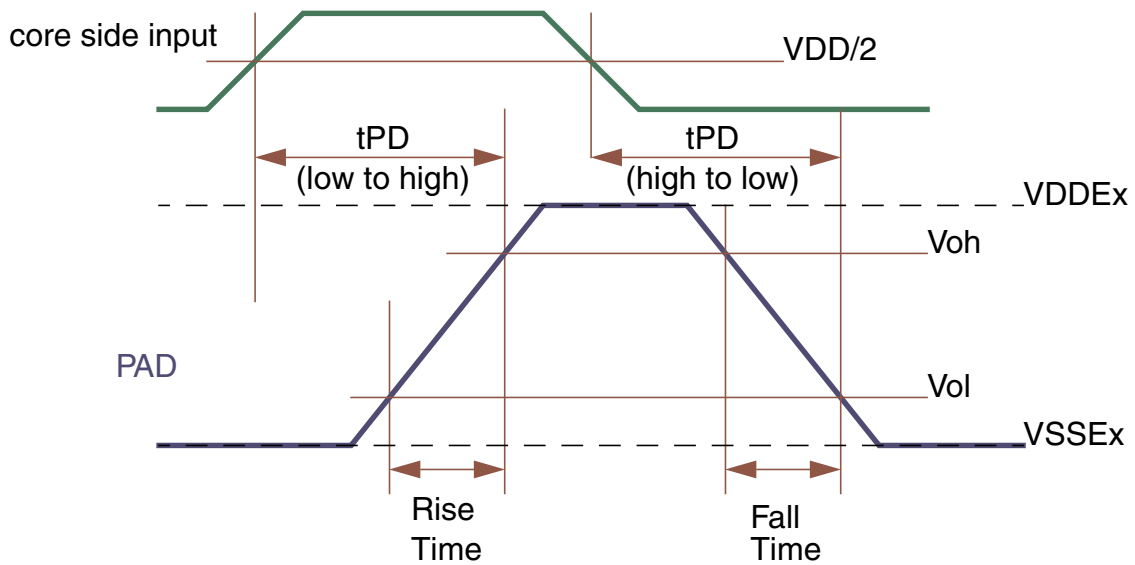 core side input
VDD/2
tPD
(low to high)
tPD
(high to low)
VDDEx
Voh
PAD
Vol
VSSEx
Rise
Time
Fall
Time